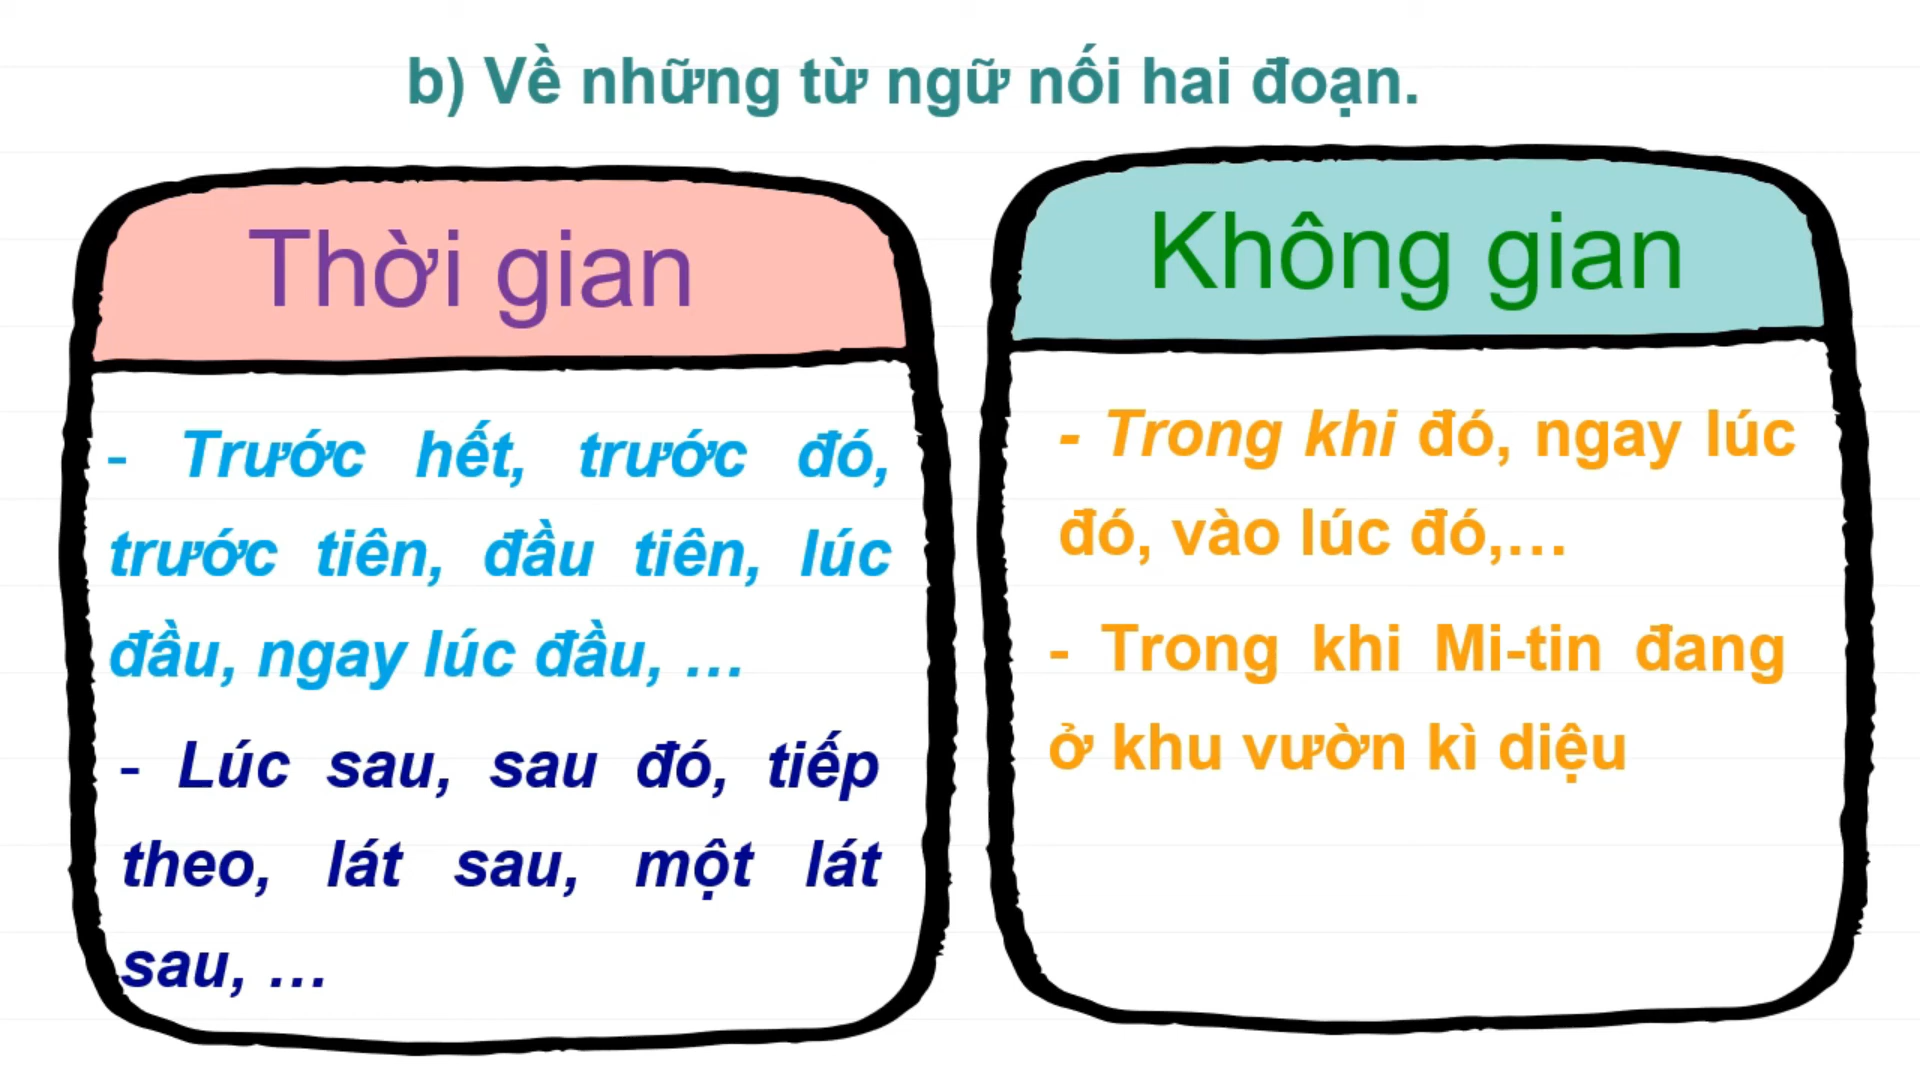 b) Về những từ ngữ nối hai đoạn.
Thời gian
- Trước hết, trước đó,
trước tiên, đầu tiên, lúc
đầu, ngay lúc đầu, …
- Lúc sau, sau đó, tiếp
theo, lát sau, một lát
sau, …
Không gian
- Trong khi đó, ngay lúc
đó, vào lúc đó,…
- Trong khi Mi-tin đang
ở khu vườn kì diệu